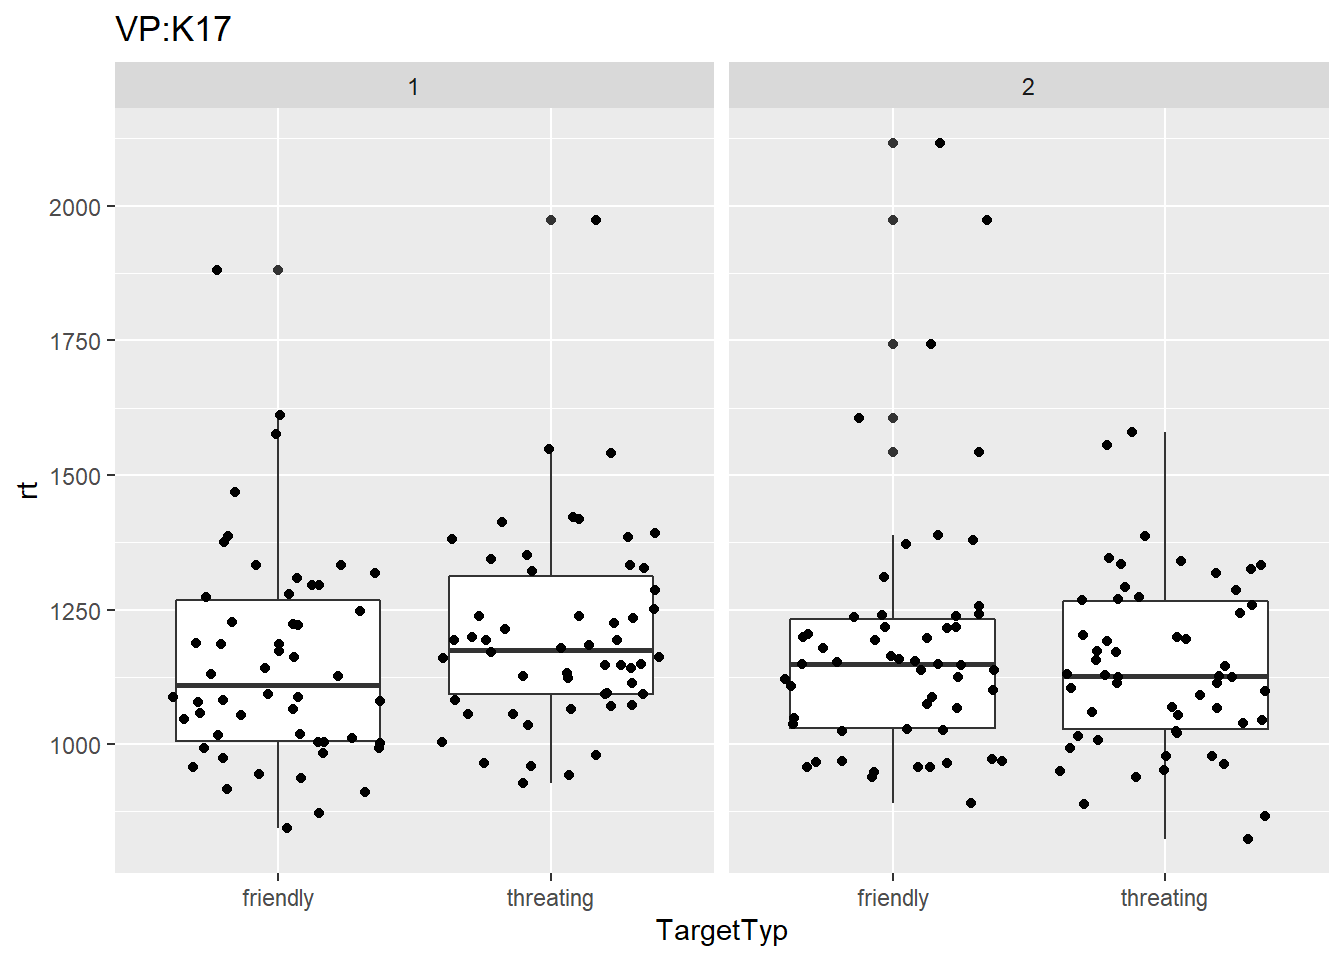 VP:K17
1
2
rt
2000
1750
1500
1250
1000
friendly
threating
friendly
threating
TargetTyp